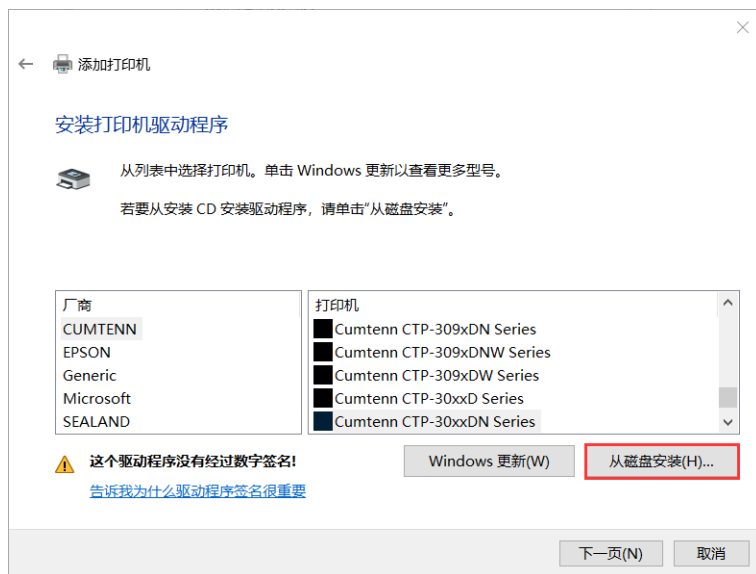 添加打印机
安装打印机驱动程序
从列表中选择打印机。单击 Windows 更新以查看更多型号。
若要从安装 CD 安装驱动程序，请单击“从磁盘安装”。
厂商
CUMTENN
EPSON
Generic
Microsoft
SEALAND
打印机
Cumtenn CTP-309xDN Series
Cumtenn CTP-309xDNW Series
Cumtenn CTP-309xDW Series
Cumtenn CTP-30xxD Series
Cumtenn CTP-30xxDN Series
这个驱动程序没有经过数字签名!
告诉我为什么驱动程序签名很重要
Windows 更新(W)
从磁盘安装(H)...
下一页(N)
取消